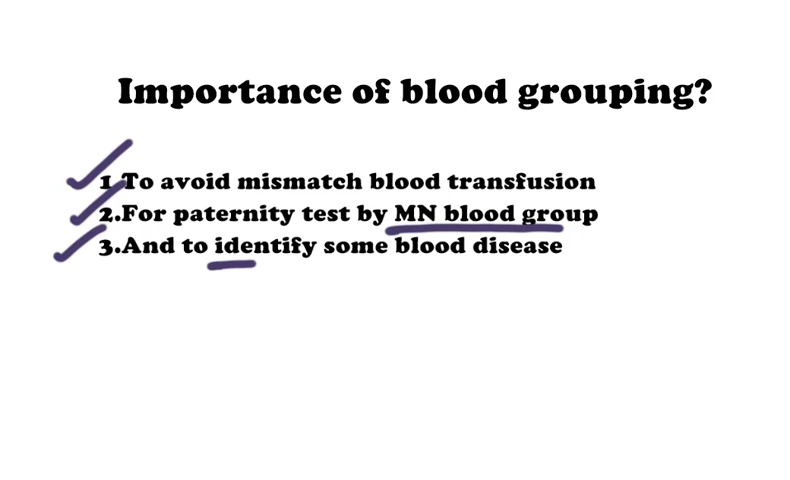 Importance of blood grouping?
1.To avoid mismatch blood transfusion
2.For paternity test by MN blood group
3.And to identify some blood disease